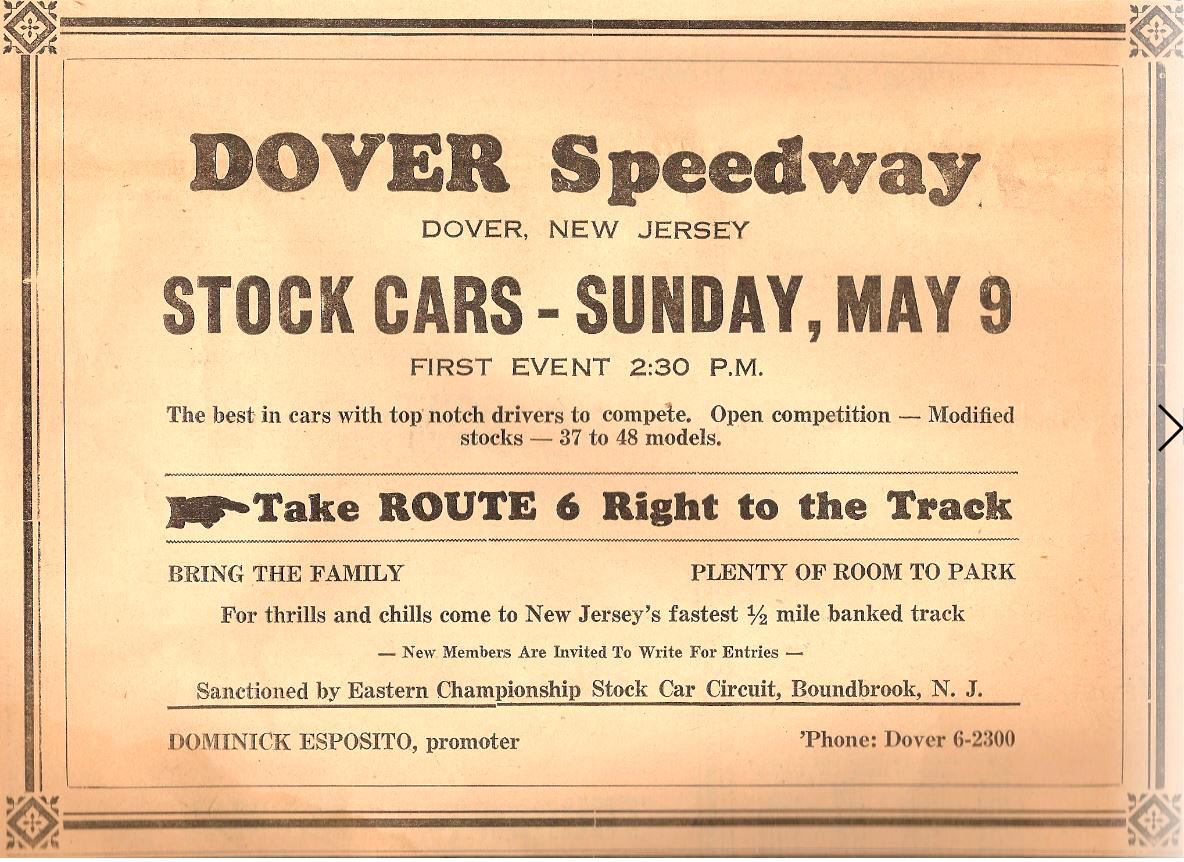 DOVER Speedway
DOVER, NEW JERSEY
STOCK CARS - SUNDAY, MAY 9
FIRST EVENT 2:30 P.M.
The best in cars with top notch drivers to compete. Open competition — Modified
stocks — 37 to 48 models.
Take ROUTE 6 Right to the Track
BRING THE FAMILY PLENTY OF ROOM TO PARK
For thrills and chills come to New Jersey's fastest ½ mile banked track
— New Members Are Invited To Write For Entries —
Sanctioned by Eastern Championship Stock Car Circuit, Boundbrook, N. J.
DOMINICK ESPOSITO, promoter 'Phone: Dover 6-2300